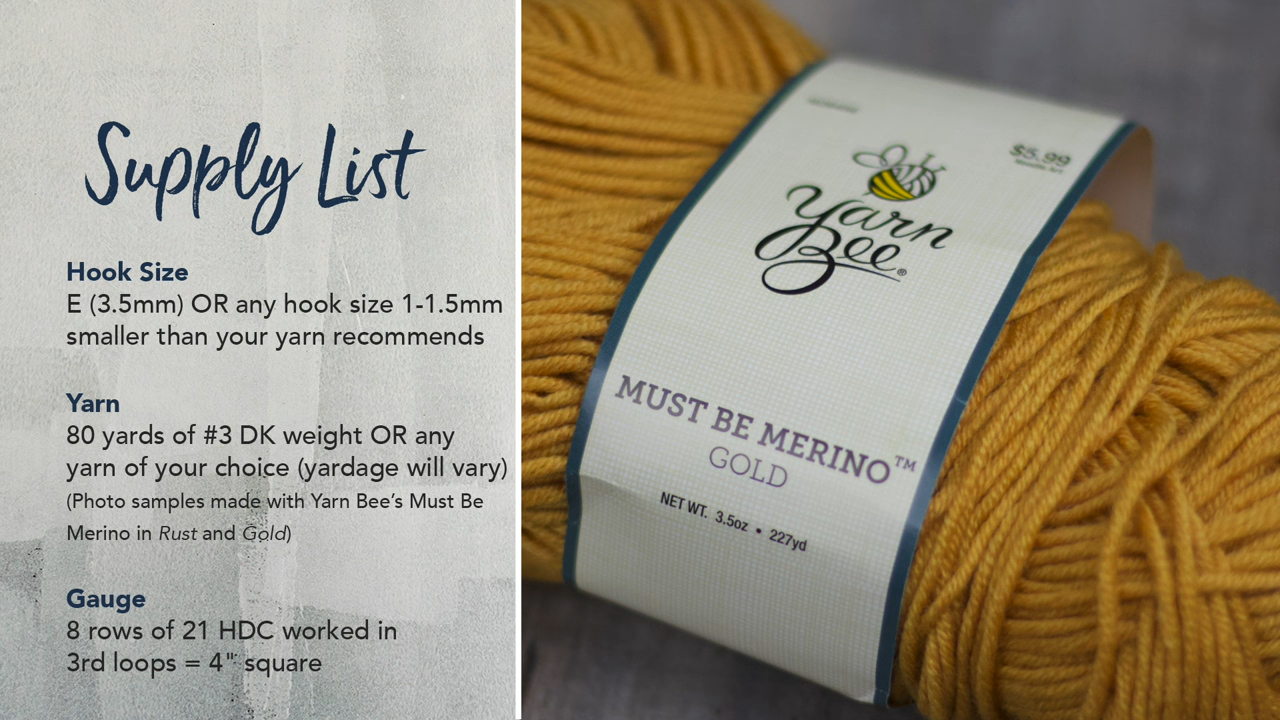 Supply List
Hook Size
E (3.5mm) OR any hook size 1-1.5mm
smaller than your yarn recommends
Yarn
80 yards of #3 DK weight OR any
yarn of your choice (yardage will vary)
(Photo samples made with Yarn Bee's Must Be
Merino in Rust and Gold)
Gauge
8 rows of 21 HDC worked in
3rd loops = 4" square
$5.99
Yarn
Bee®
MUST BE MERINO™
GOLD
NET WT. 3.5oz • 227yd